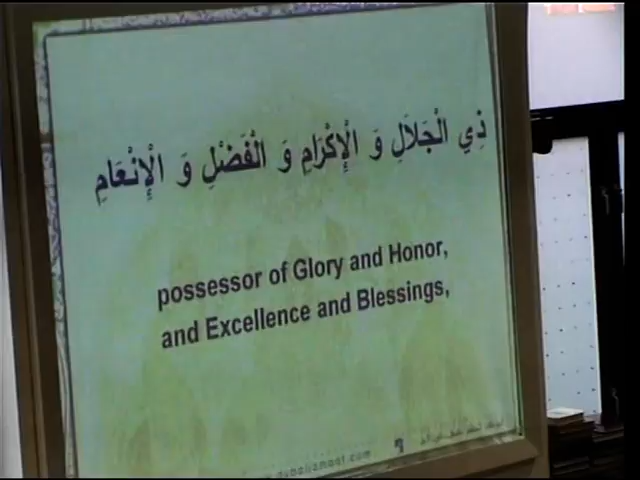 ذِي الْجَلَالِ وَ الْإِكْرَامِ وَ الْفَضْلِ وَ الْإِنْعَامِ
possessor of Glory and Honor,
and Excellence and Blessings,